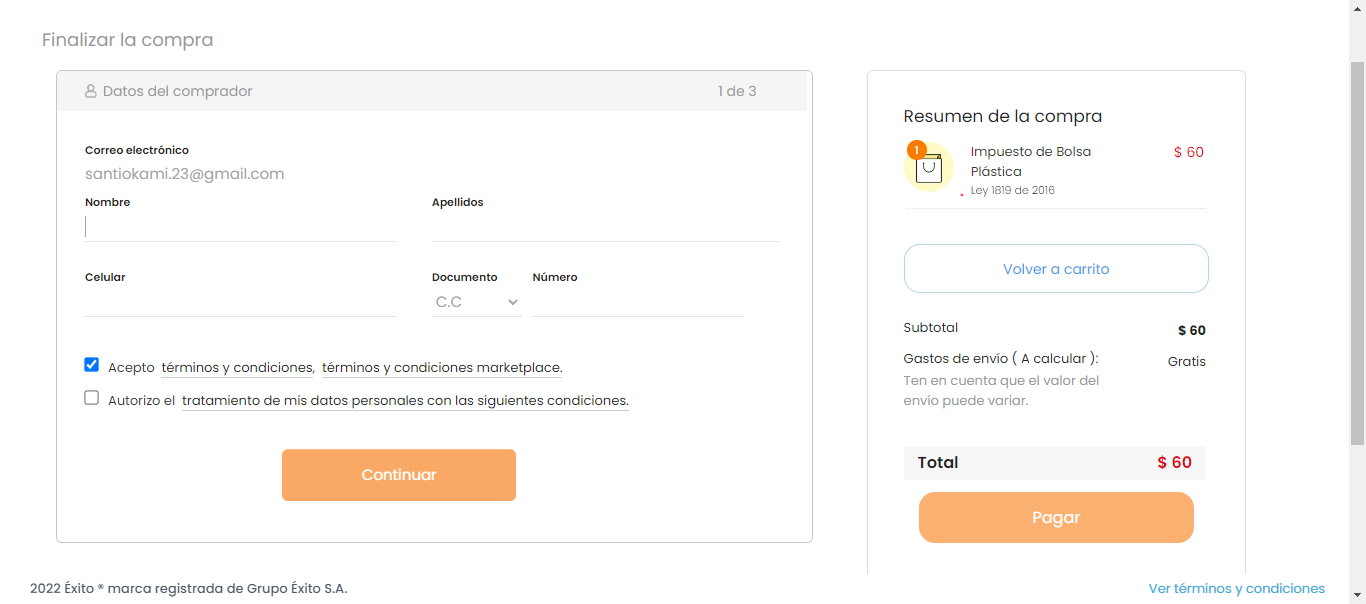 Finalizar la compra
Datos del comprador
1 de 3
Correo electrónico
santiokami.23@gmail.com
Nombre
Apellidos
Celular
Documento
Número
C.C
Acepto términos y condiciones, términos y condiciones marketplace.
Autorizo el tratamiento de mis datos personales con las siguientes condiciones.
Continuar
Resumen de la compra
1
Impuesto de Bolsa
Plástica
$ 60
Ley 1819 de 2016
Volver a carrito
Subtotal
$ 60
Gastos de envío ( A calcular ):
Gratis
Ten en cuenta que el valor del
envío puede variar.
Total
$ 60
Pagar
2022 Éxito ® marca registrada de Grupo Éxito S.A.
Ver términos y condiciones